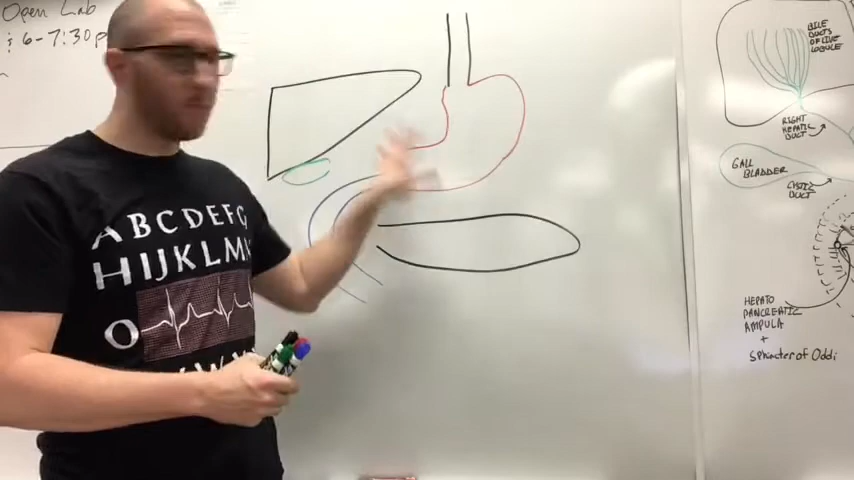 Open Lab
6-7:30p
ABCDEFG
HIJKLM
O
BILE
DUCTS
OF LIVER
LOBULE
RIGHT
HEPATIC
DUCT
GALL
BLADDER
CYSTIC
DUCT
HEPATO
PANCREATIC
AMPULA
+
SphincTer of Oddi